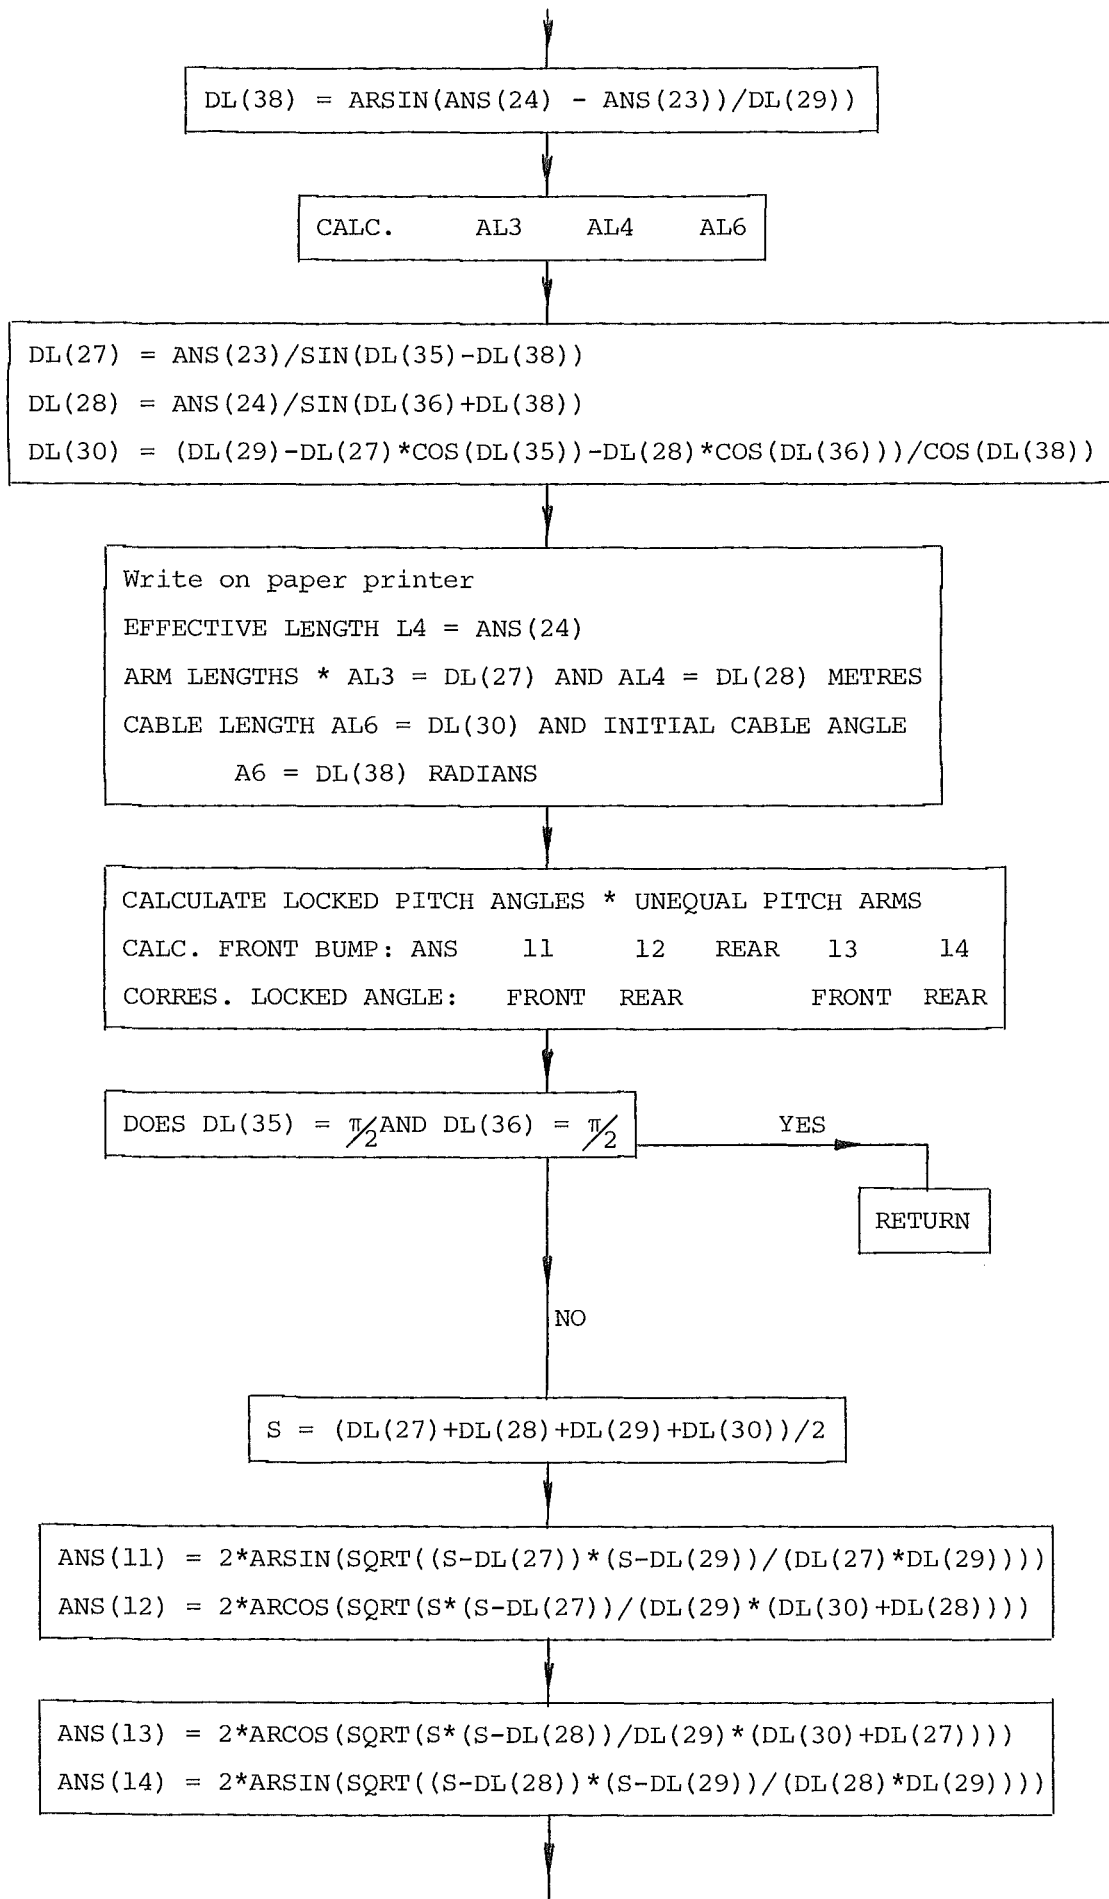 DL(38) = ARSIN(ANS(24) - ANS(23))/DL(29))
CALC. AL3 AL4 AL6
DL(27) = ANS(23)/SIN(DL(35)-DL(38))
DL(28) = ANS(24)/SIN(DL(36)+DL(38))
DL(30) = (DL(29)-DL(27)*COS(DL(35))-DL(28)*COS(DL(36)))/COS(DL(38))
Write on paper printer
EFFECTIVE LENGTH L4 = ANS(24)
ARM LENGTHS * AL3 = DL(27) AND AL4 = DL(28) METRES
CABLE LENGTH AL6 = DL(30) AND INITIAL CABLE ANGLE
A6 = DL(38) RADIANS
CALCULATE LOCKED PITCH ANGLES * UNEQUAL PITCH ARMS
CALC. FRONT BUMP: ANS 11 12 REAR 13 14
CORRES. LOCKED ANGLE: FRONT REAR FRONT REAR
DOES DL(35) = π/2 AND DL(36) = π/2
YES
RETURN
NO
S = (DL(27)+DL(28)+DL(29)+DL(30))/2
ANS(11) = 2*ARSIN(SQRT((S-DL(27))*(S-DL(29))/(DL(27)*DL(29))))
ANS(12) = 2*ARCOS(SQRT(S*(S-DL(27))/(DL(29)*(DL(30)+DL(28))))
ANS(13) = 2*ARCOS(SQRT(S*(S-DL(28))/DL(29)*(DL(30)+DL(27))))
ANS(14) = 2*ARSIN(SQRT((S-DL(28))*(S-DL(29))/(DL(28)*DL(29))))